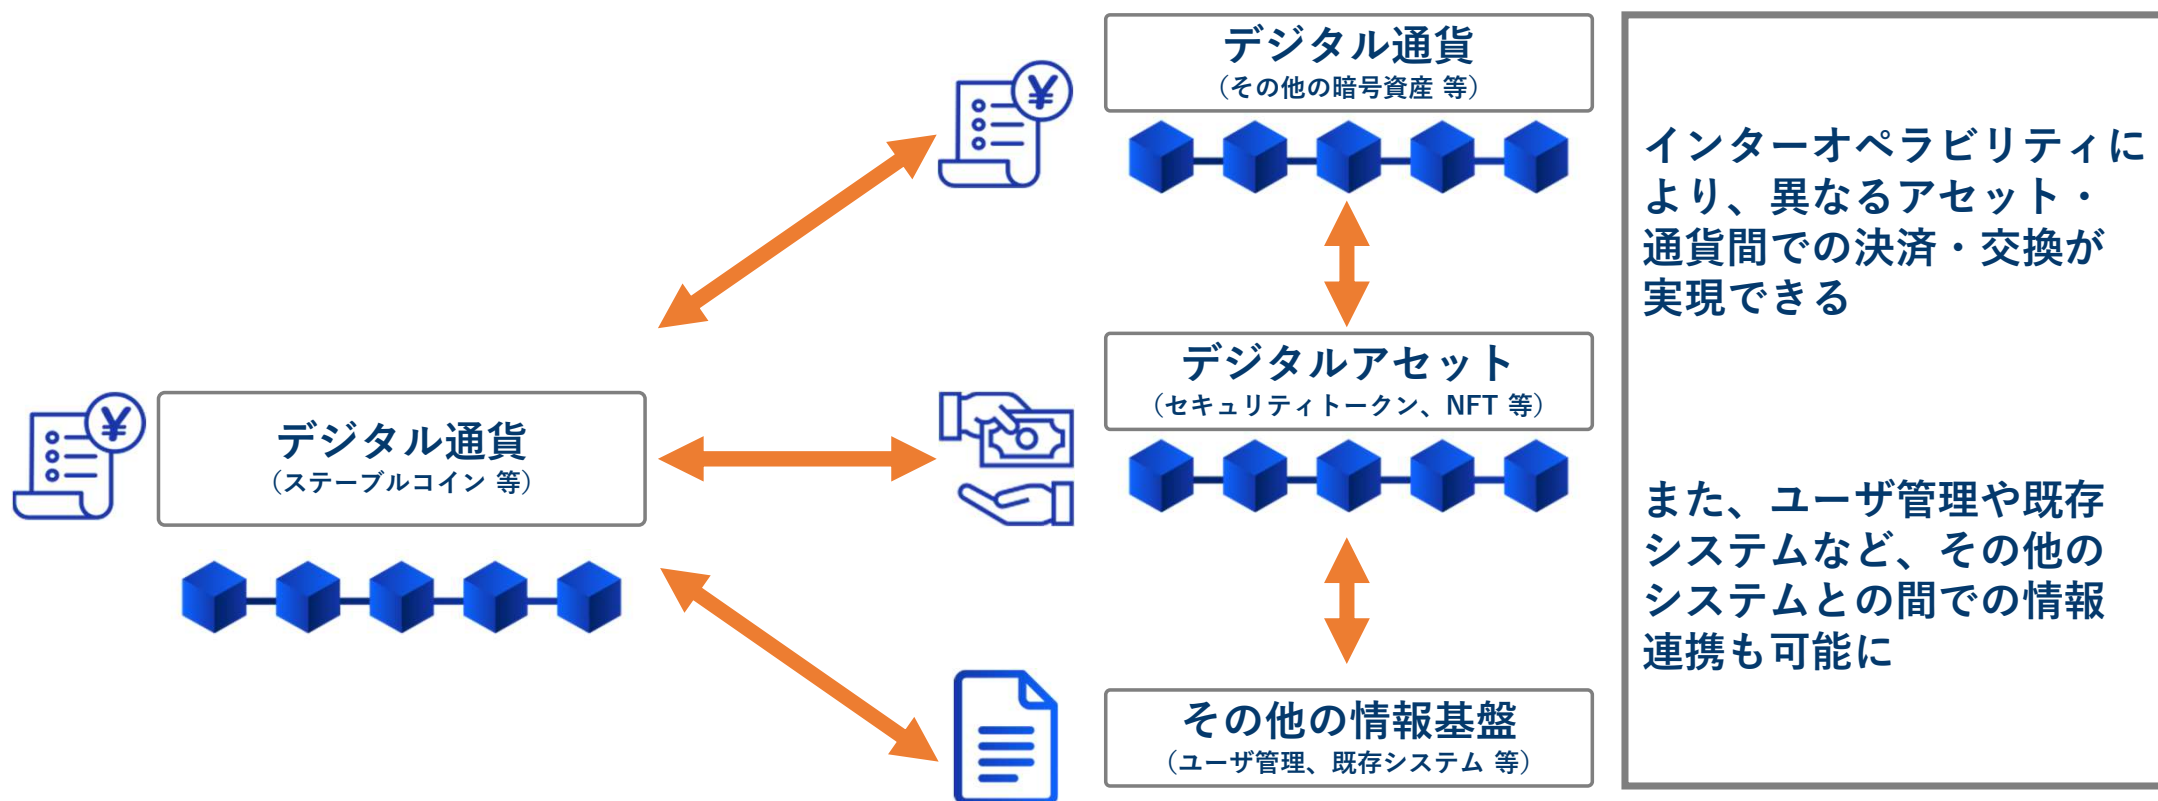 デジタル通貨
（その他の暗号資産 等）
デジタルアセット
（セキュリティトークン、NFT 等）
デジタル通貨
（ステーブルコイン 等）
その他の情報基盤
（ユーザ管理、既存システム 等）
インターオペラビリティに
より、異なるアセット・
通貨間での決済・交換が
実現できる
また、ユーザ管理や既存
システムなど、その他の
システムとの間での情報
連携も可能に
¥
¥